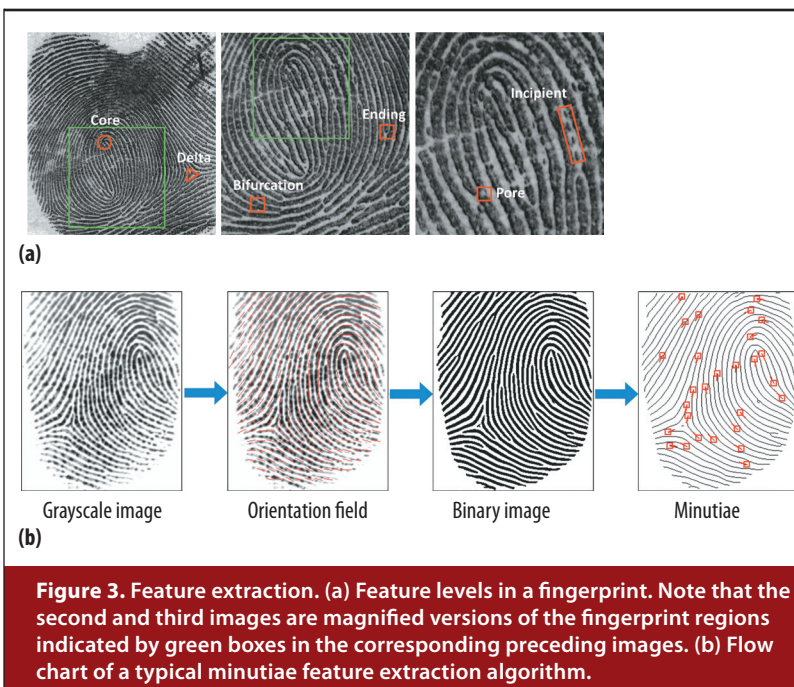 Core
Delta
Ending
Bifurcation
Incipient
Pore
(a)
Grayscale image
Orientation field
Binary image
Minutiae
(b)
Figure 3. Feature extraction. (a) Feature levels in a fingerprint. Note that the
second and third images are magnified versions of the fingerprint regions
indicated by green boxes in the corresponding preceding images. (b) Flow
chart of a typical minutiae feature extraction algorithm.